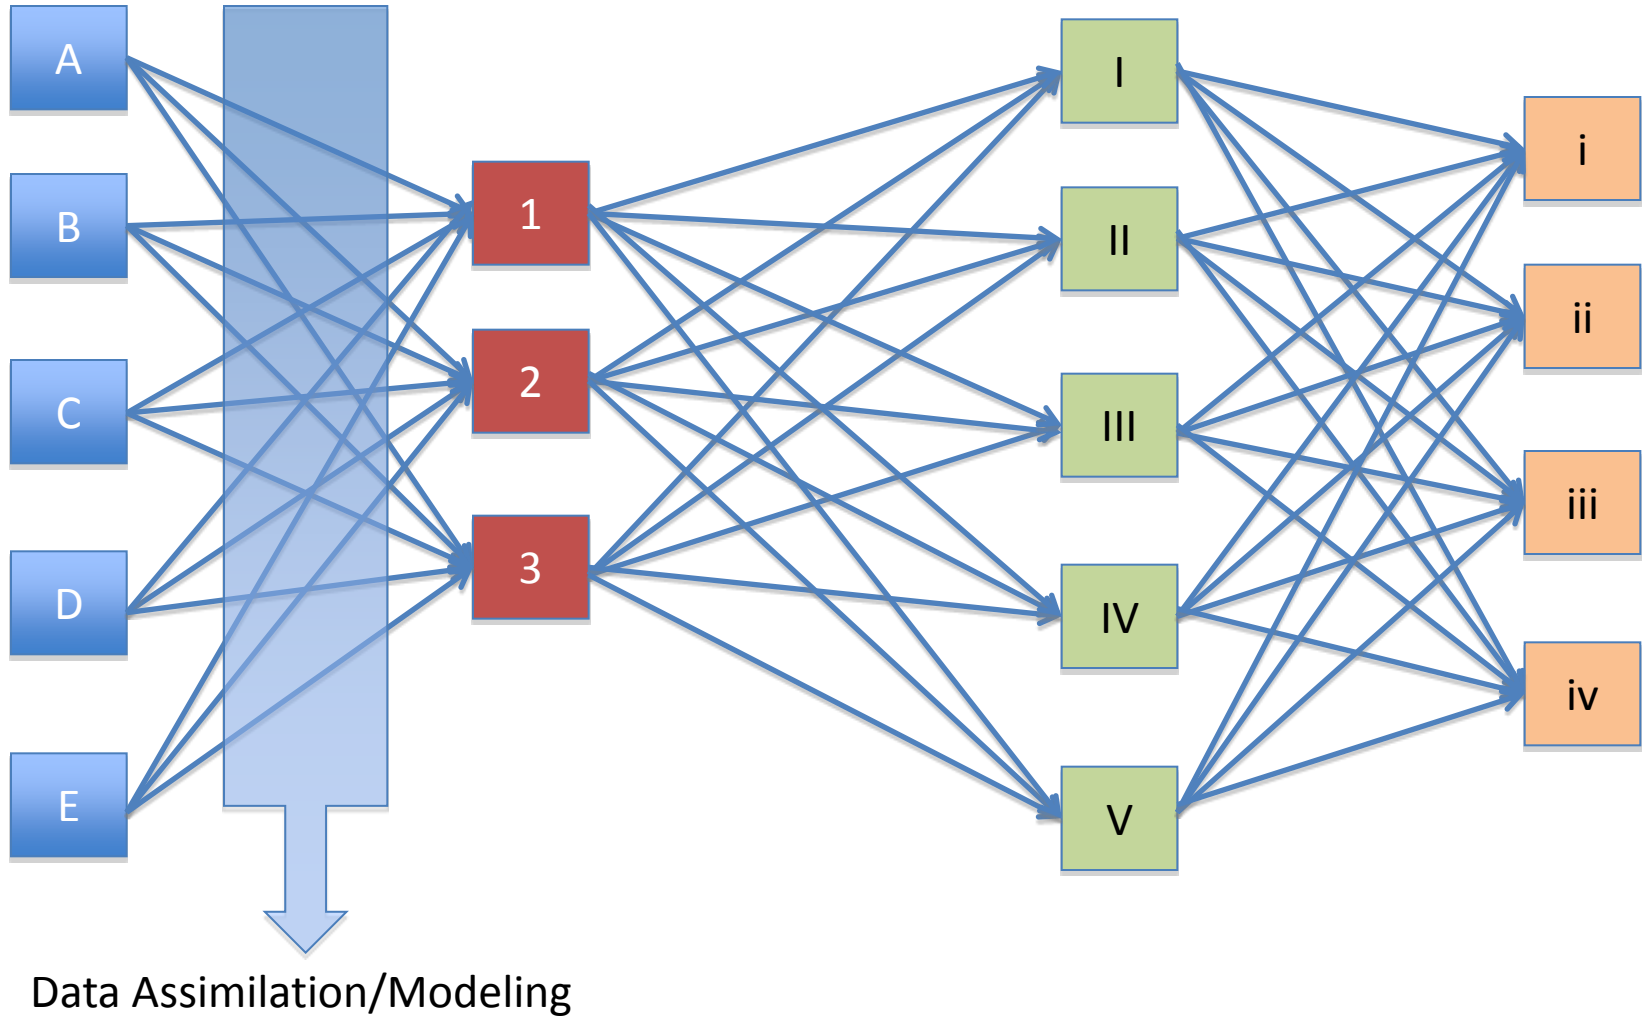 A
B
C
D
E
1
2
3
I
II
III
IV
V
i
ii
iii
iv
Data Assimilation/Modeling